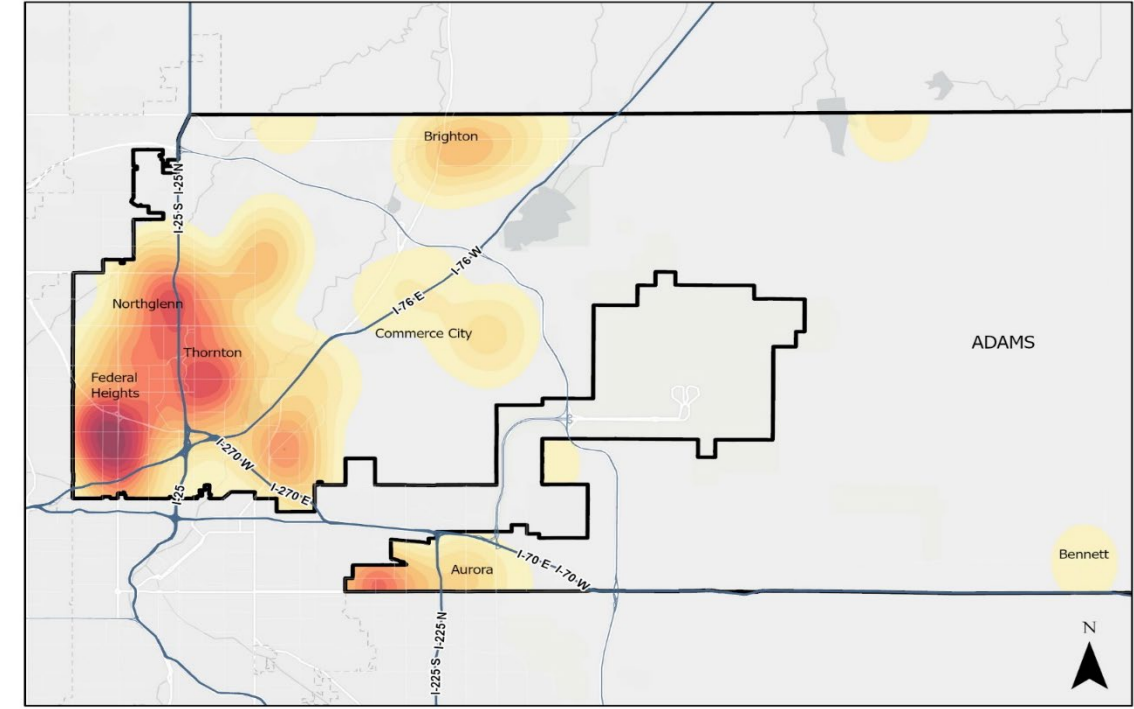 Brighton
I-25 S-I-25 N
I-76 W
I-76 E
Northglenn
Commerce City
ADAMS
Thornton
Federal
Heights
I-270 W
I-270 E
I-25
I-70 E-I-70 W
Bennett
Aurora
I-225 S-I-225 N
N